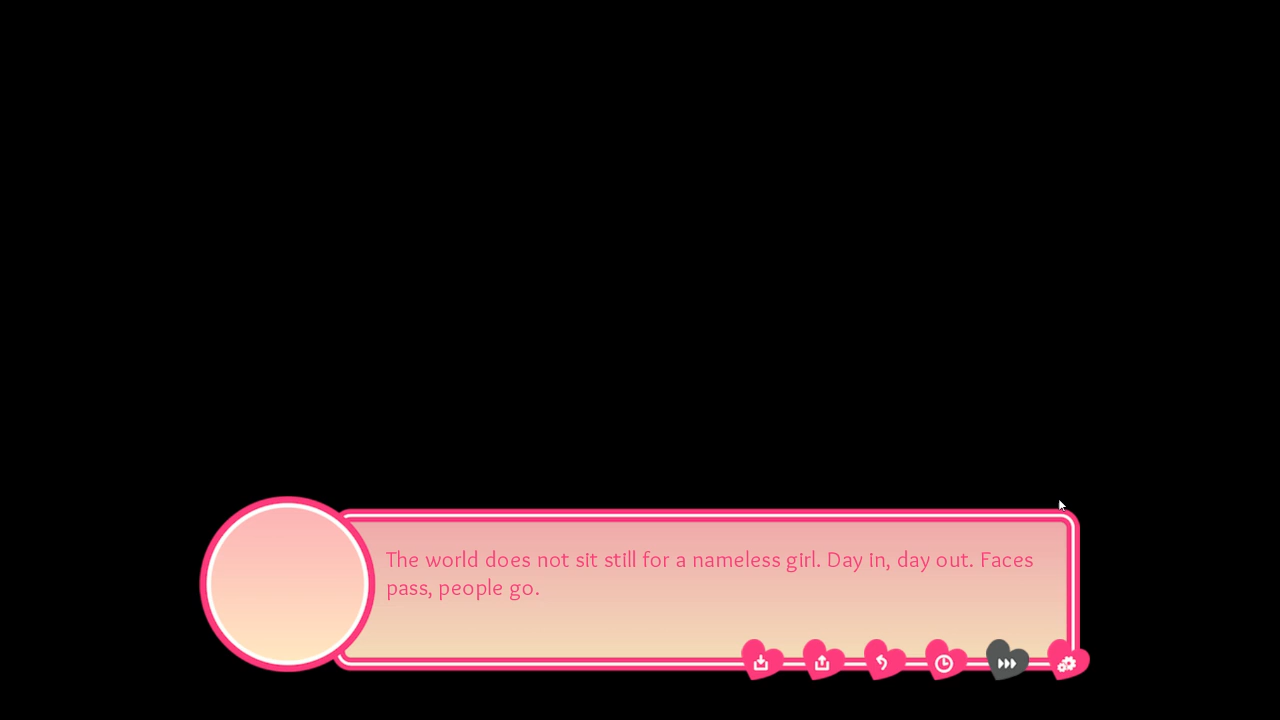 The world does not sit still for a nameless girl. Day in, day out. Faces
pass, people go.